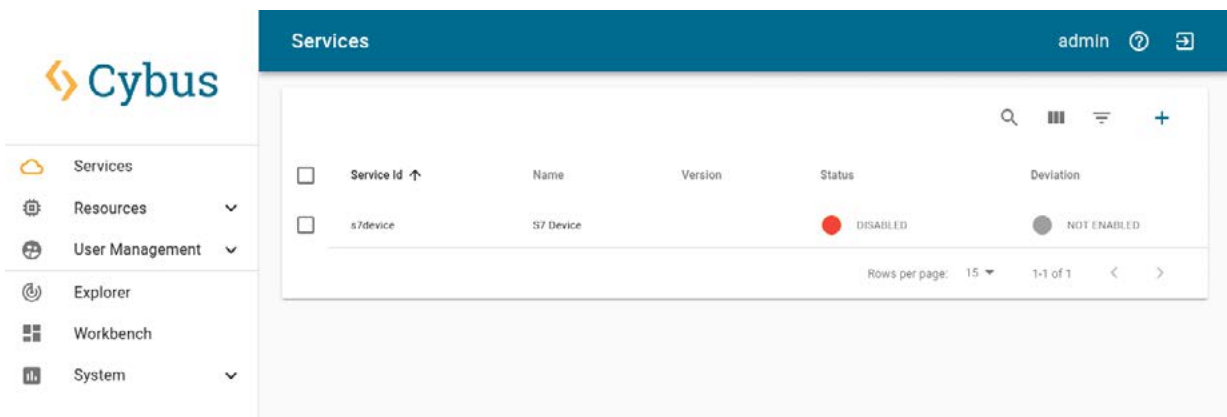 Services
admin
Cybus
Services
Resources
User Management
Explorer
Workbench
System
Service Id Name Version Status Deviation
s7device S7 Device DISABLED NOT ENABLED
Rows per page: 15 1-1 of 1